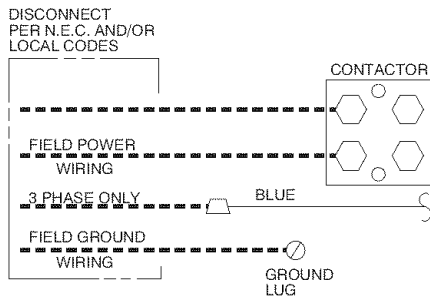 DISCONNECT
PER N.E.C. AND/OR
LOCAL CODES
CONTACTOR
FIELD POWER
WIRING
3 PHASE ONLY
BLUE
FIELD GROUND
WIRING
GROUND
LUG